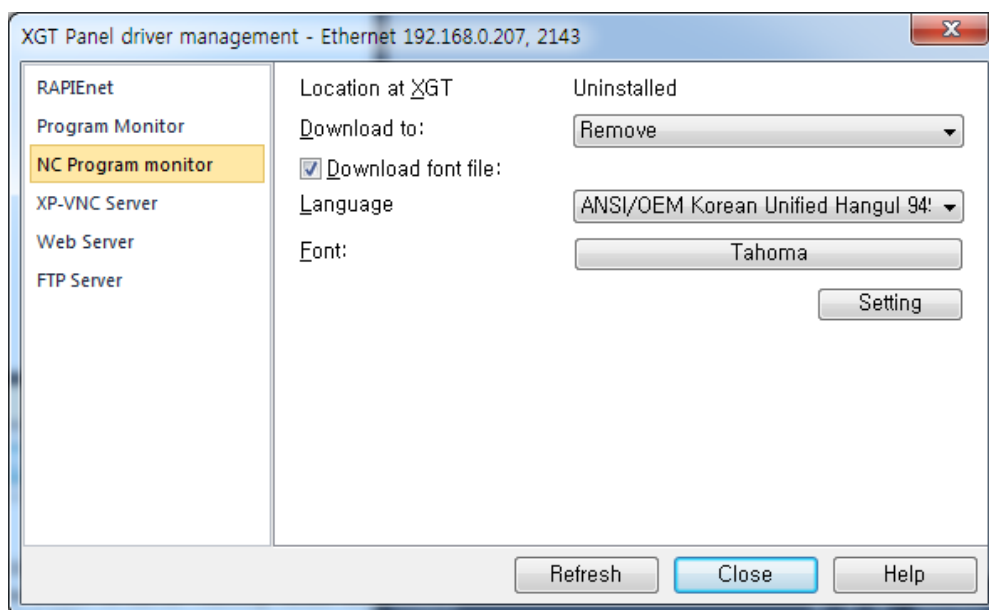 XGT Panel driver management - Ethernet 192.168.0.207, 2143
RAPIEnet
Program Monitor
NC Program monitor
XP-VNC Server
Web Server
FTP Server
Location at XGT Uninstalled
Download to: Remove
Download font file:
Language ANSI/OEM Korean Unified Hangul
Font: Tahoma
Setting
Refresh Close Help